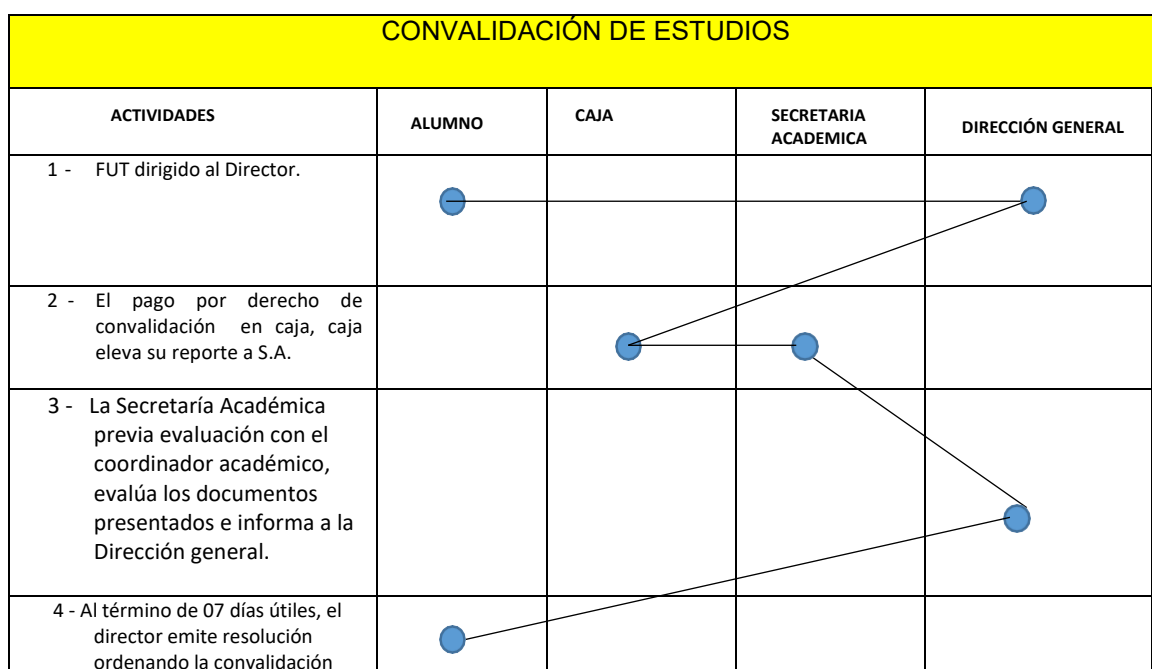 CONVALIDACIÓN DE ESTUDIOS
ACTIVIDADES
ALUMNO
CAJA
SECRETARIA
ACADEMICA
DIRECCIÓN GENERAL
1 - FUT dirigido al Director.
2 - El pago por derecho de
convalidación en caja, caja
eleva su reporte a S.A.
3 - La Secretaría Académica
previa evaluación con el
coordinador académico,
evalúa los documentos
presentados e informa a la
Dirección general.
4 - Al término de 07 días útiles, el
director emite resolución
ordenando la convalidación